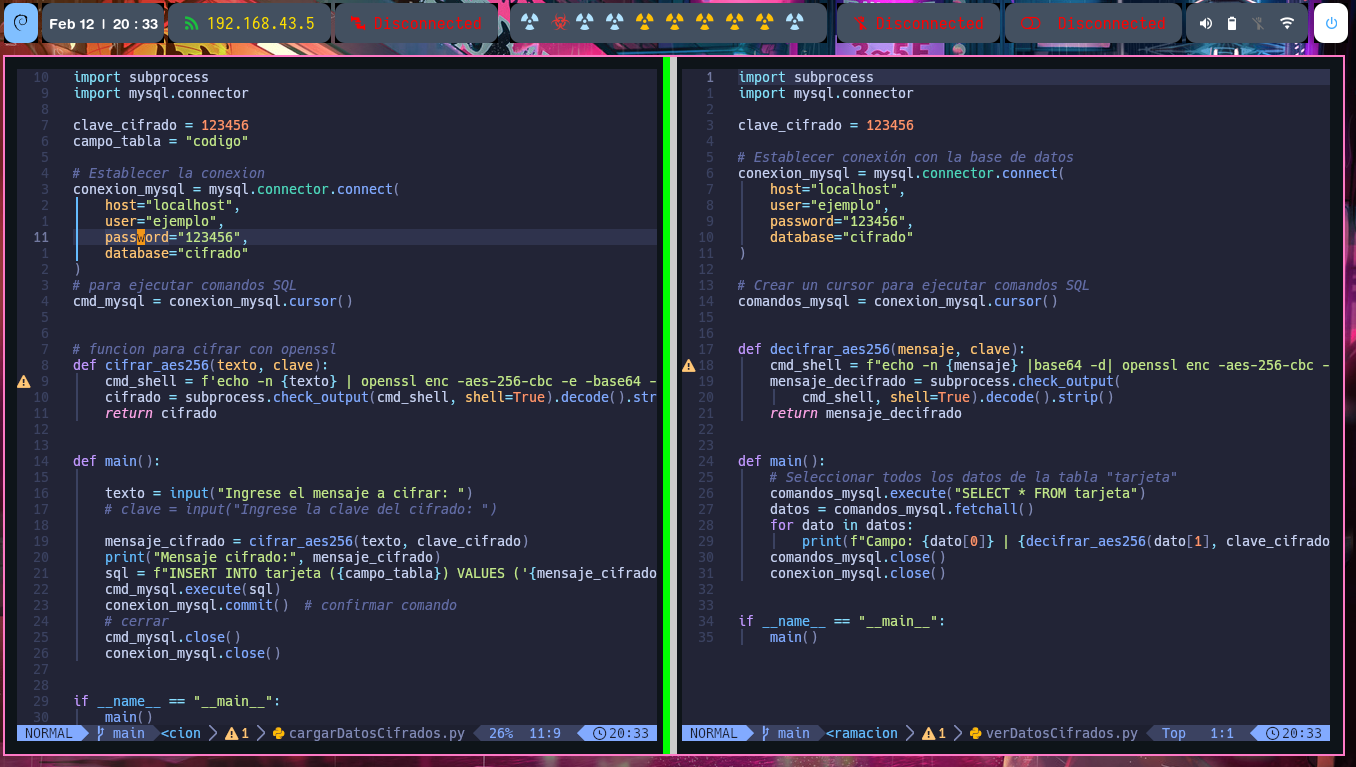 Feb 12 | 20:33
192.168.43.5
Disconnected
Disconnected
Disconnected
10 import subprocess
9 import mysql.connector
8
7 clave_cifrado = 123456
6 campo_tabla = "codigo"
5
4 # Establecer la conexion
3 conexion_mysql = mysql.connector.connect(
2 host="localhost",
1 user="ejemplo",
11 password="123456",
1 database="cifrado"
2 )
3 # para ejecutar comandos SQL
4 cmd_mysql = conexion_mysql.cursor()
5
6
7 # funcion para cifrar con openssl
8 def cifrar_aes256(texto, clave):
9 cmd_shell = f'echo -n {texto} | openssl enc -aes-256-cbc -e -base64 -
10 cifrado = subprocess.check_output(cmd_shell, shell=True).decode().str
11 return cifrado
12
13
14 def main():
15
16 texto = input("Ingrese el mensaje a cifrar: ")
17 # clave = input("Ingrese la clave del cifrado: ")
18
19 mensaje_cifrado = cifrar_aes256(texto, clave_cifrado)
20 print("Mensaje cifrado:", mensaje_cifrado)
21 sql = f"INSERT INTO tarjeta ({campo_tabla}) VALUES ('{mensaje_cifrado
22 cmd_mysql.execute(sql)
23 conexion_mysql.commit() # confirmar comando
24 # cerrar
25 cmd_mysql.close()
26 conexion_mysql.close()
27
28
29 if __name__ == "__main__":
30 main()
NORMAL main <cion 1 cargarDatosCifrados.py 26% 11:9 20:33
1 import subprocess
1 import mysql.connector
2
3 clave_cifrado = 123456
4
5 # Establecer conexión con la base de datos
6 conexion_mysql = mysql.connector.connect(
7 host="localhost",
8 user="ejemplo",
9 password="123456",
10 database="cifrado"
11 )
12
13 # Crear un cursor para ejecutar comandos SQL
14 comandos_mysql = conexion_mysql.cursor()
15
16
17 def decifrar_aes256(mensaje, clave):
18 cmd_shell = f"echo -n {mensaje} |base64 -d| openssl enc -aes-256-cbc -
19 mensaje_decifrado = subprocess.check_output(
20 cmd_shell, shell=True).decode().strip()
21 return mensaje_decifrado
22
23
24 def main():
25 # Seleccionar todos los datos de la tabla "tarjeta"
26 comandos_mysql.execute("SELECT * FROM tarjeta")
27 datos = comandos_mysql.fetchall()
28 for dato in datos:
29 print(f"Campo: {dato[0]} | {decifrar_aes256(dato[1], clave_cifrado
30 comandos_mysql.close()
31 conexion_mysql.close()
32
33
34 if __name__ == "__main__":
35 main()
NORMAL main <ramacion 1 verDatosCifrados.py Top 1:1 20:33